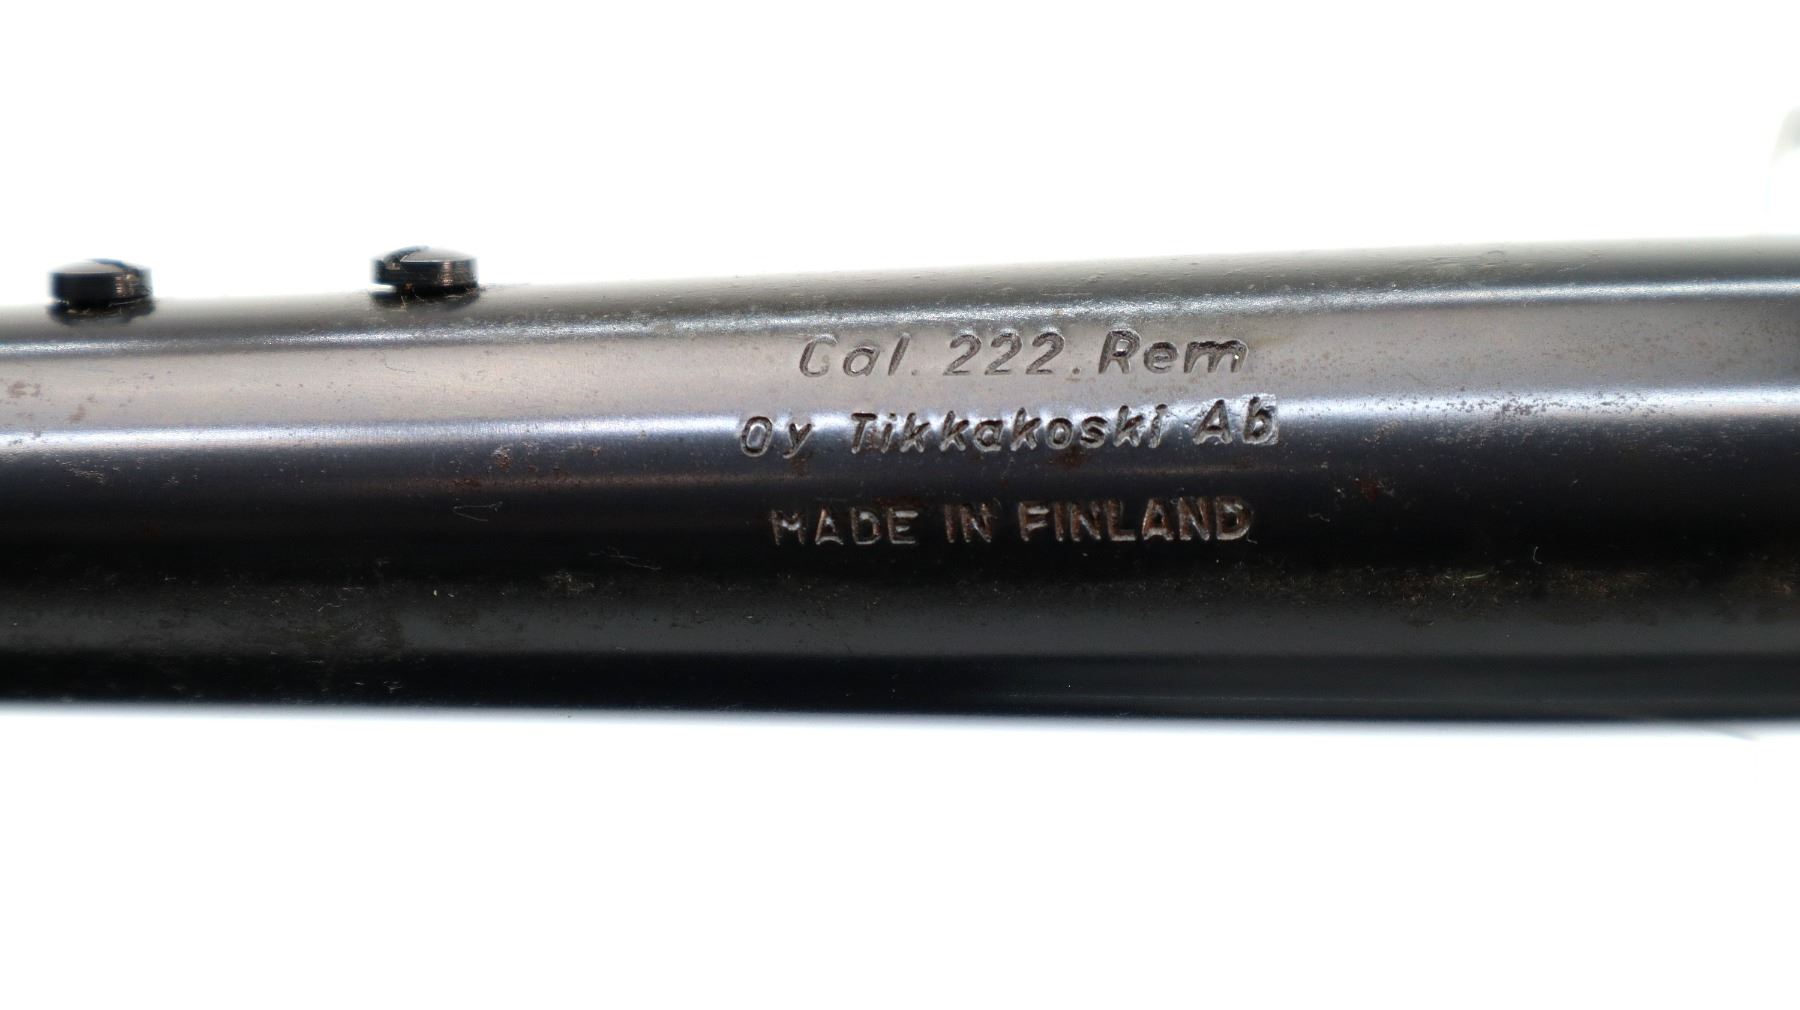 Cal. 222. Rem
Oy Tikkakoski Ab
MADE IN FINLAND